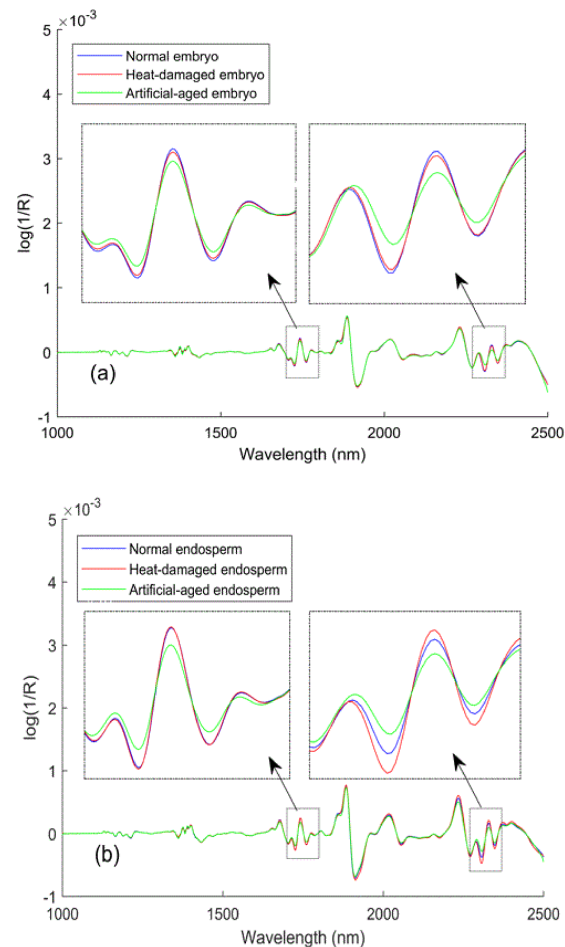 ×10⁻³
5
4
3
2
1
0
-1
log(1/R)
Normal embryo
Heat-damaged embryo
Artificial-aged embryo
(a)
1000 1500 2000 2500
Wavelength (nm)
×10⁻³
5
4
3
2
1
0
-1
log(1/R)
Normal endosperm
Heat-damaged endosperm
Artificial-aged endosperm
(b)
1000 1500 2000 2500
Wavelength (nm)